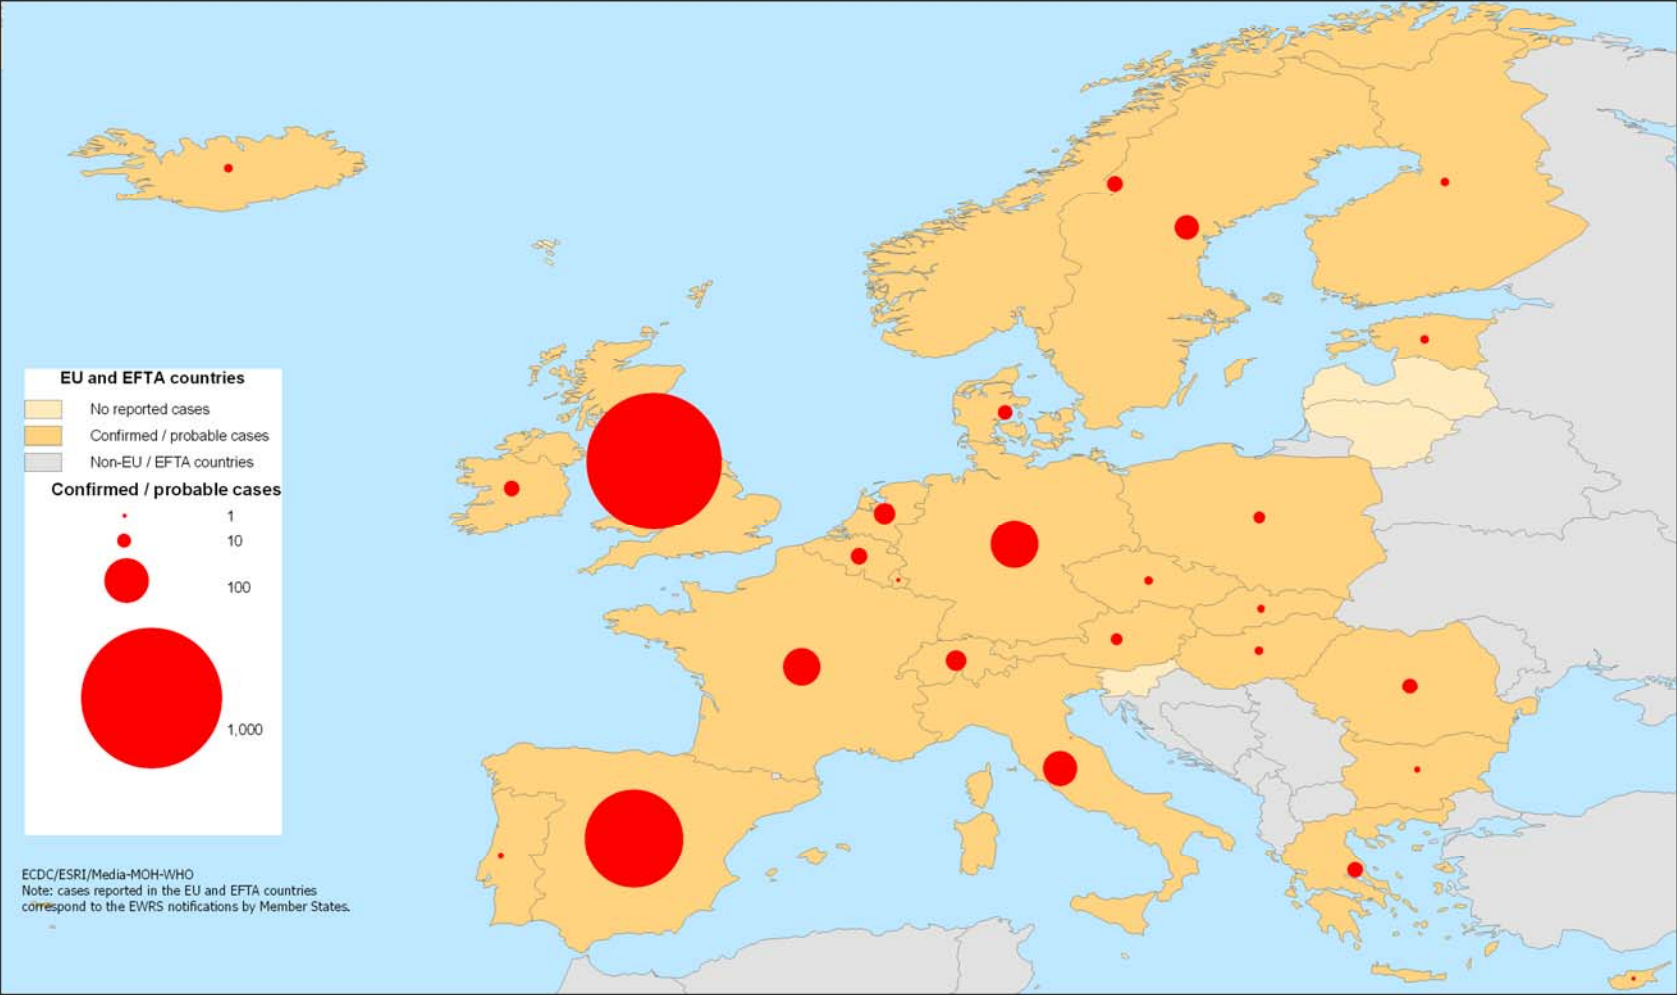 EU and EFTA countries
No reported cases
Confirmed / probable cases
Non-EU / EFTA countries
Confirmed / probable cases
1
10
100
1,000
ECDC/ESRI/Media-MOH-WHO
Note: cases reported in the EU and EFTA countries
correspond to the EWRS notifications by Member States.